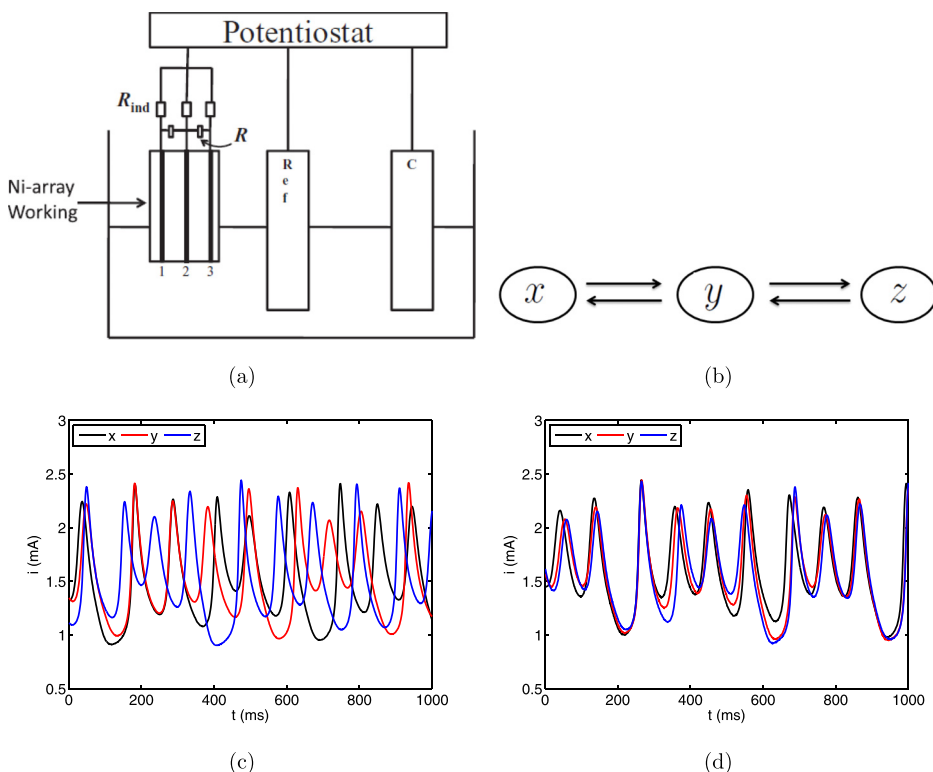 Potentiostat
R_ind
R
Ni-array
Working
R
e
f
C
1 2 3
x y z
(a) (b)
3
2.5
2
1.5
1
0.5
i (mA)
x y z
0 200 400 600 800 1000
t (ms)
(c)
3
2.5
2
1.5
1
0.5
i (mA)
x y z
0 200 400 600 800 1000
t (ms)
(d)